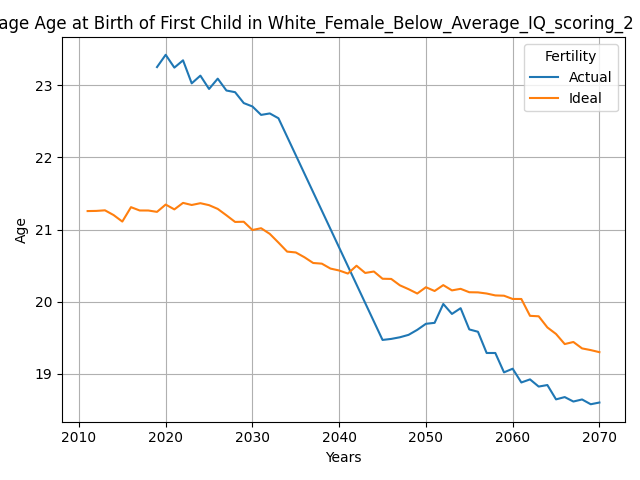 age Age at Birth of First Child in White_Female_Below_Average_IQ_scoring_2
Fertility
Actual
Ideal
Age
23
22
21
20
19
2010 2020 2030 2040 2050 2060 2070
Years